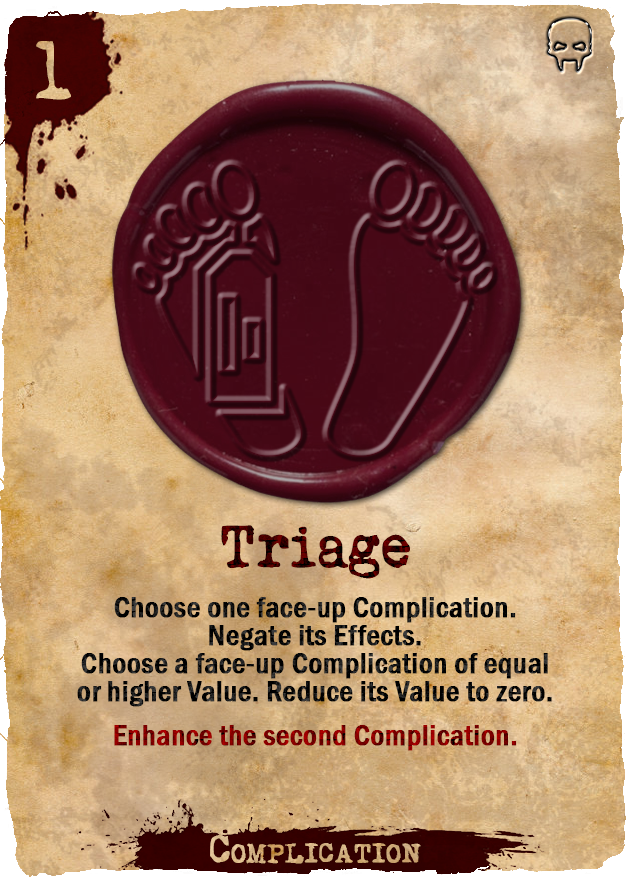 1
Triage
Choose one face-up Complication.
Negate its Effects.
Choose a face-up Complication of equal
or higher Value. Reduce its Value to zero.
Enhance the second Complication.
Complication